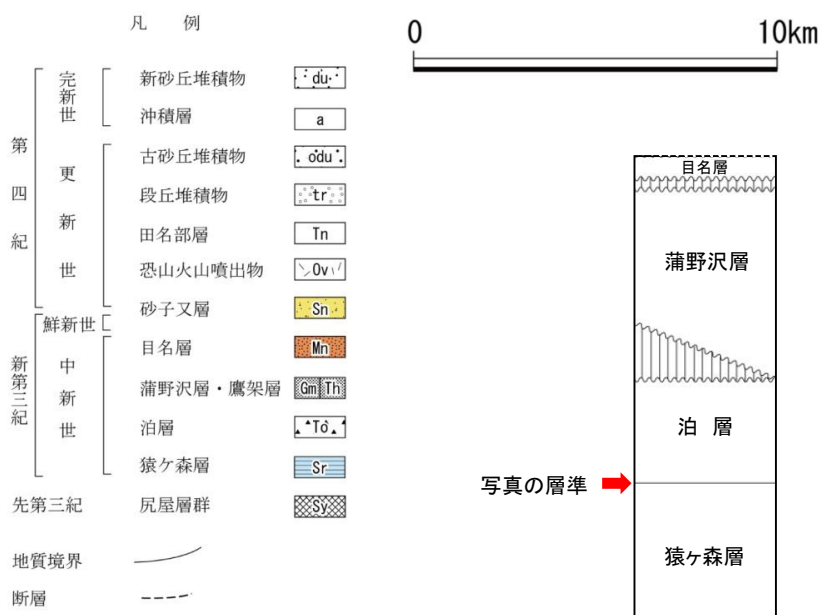 凡 例
完新世
第四紀
更新世
鮮新世
新第三紀
中新世
先第三紀
新砂丘堆積物 du
沖積層 a
古砂丘堆積物 odu
段丘堆積物 tr
田名部層 Tn
恐山火山噴出物 Ov
砂子又層 Sn
目名層 Mn
蒲野沢層・鷹架層 Gm Th
泊層 To
猿ケ森層 Sr
尻屋層群 Sy
地質境界
断層
0 10km
目名層
蒲野沢層
泊 層
写真の層準
猿ヶ森層